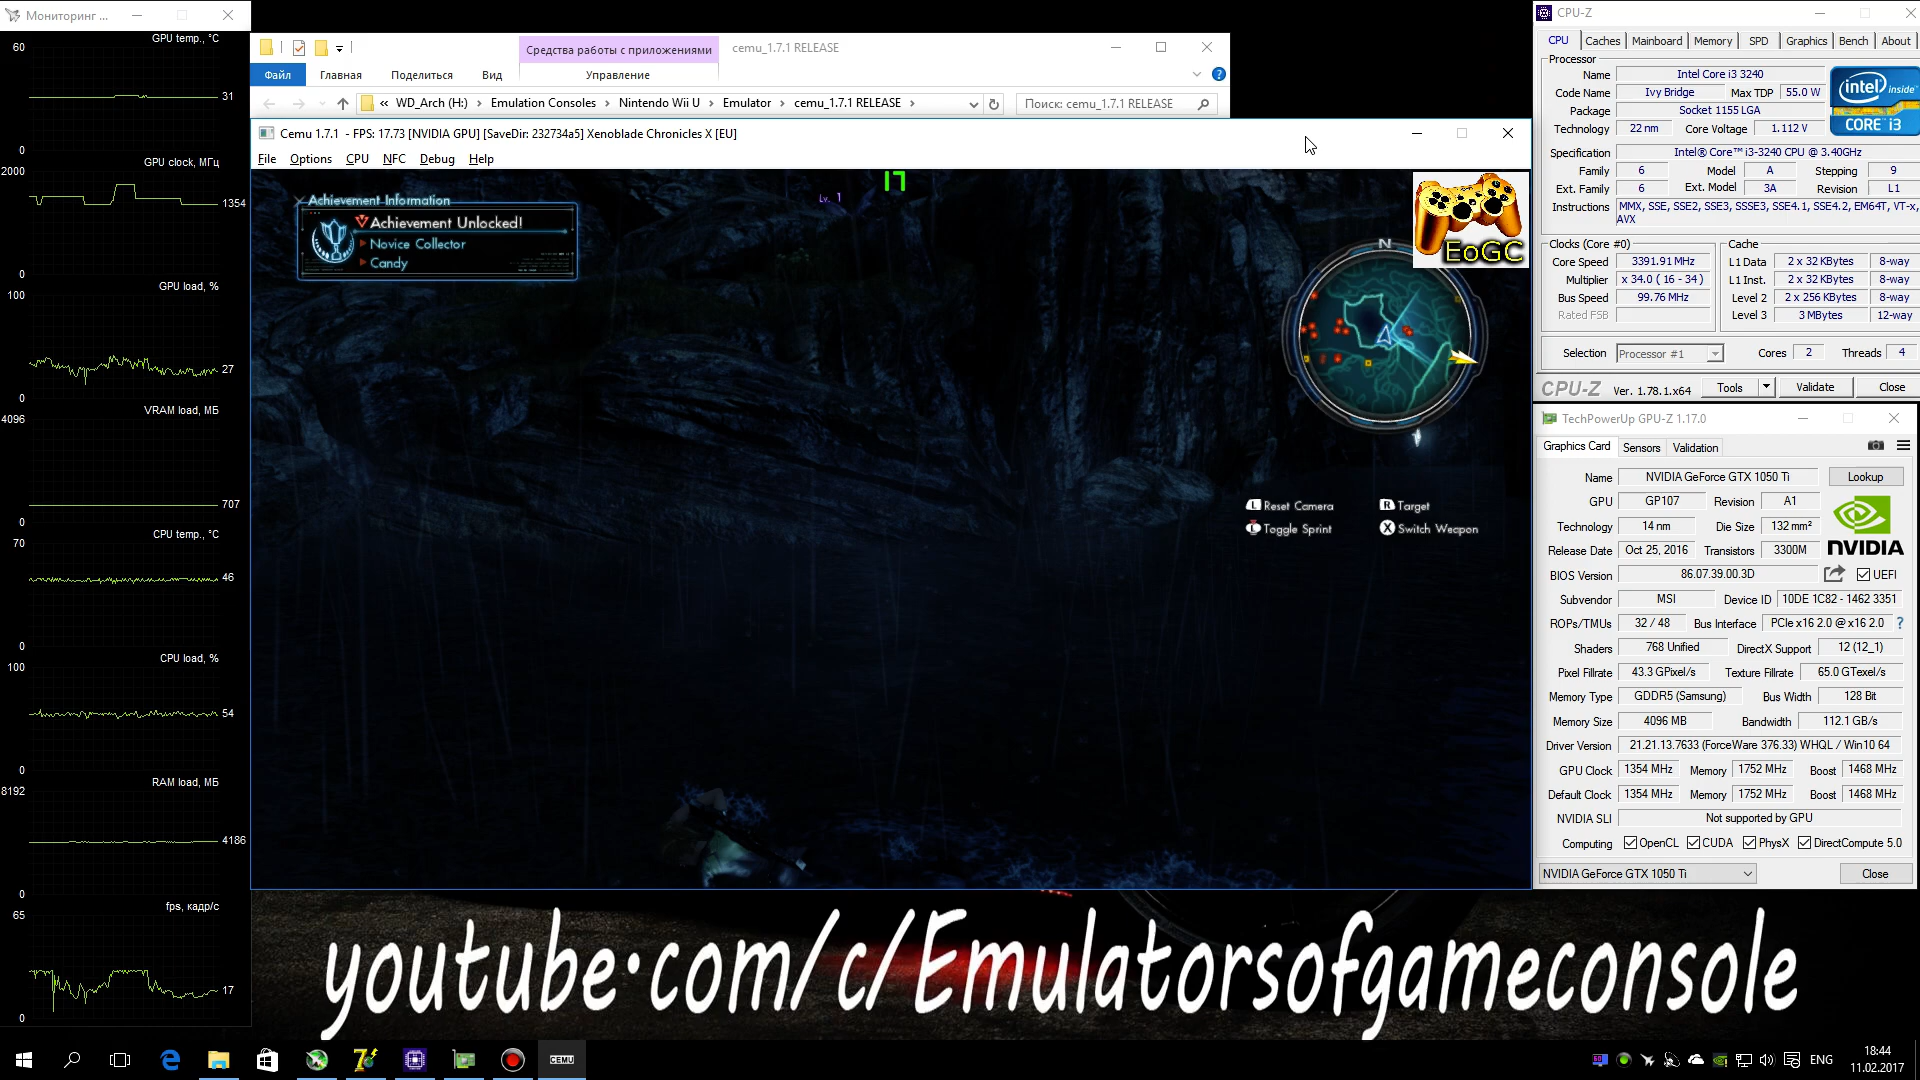 Мониторинг ...
GPU temp., °C
60
31
0
GPU clock, МГц
2000
1354
0
GPU load, %
100
27
0
VRAM load, МБ
4096
707
0
CPU temp., °C
70
46
0
CPU load, %
100
54
0
RAM load, МБ
8192
4186
0
fps, кадр/с
65
17
0
Средства работы с приложениями
cemu_1.7.1 RELEASE
Файл Главная Поделиться Вид Управление
« WD_Arch (H:) › Emulation Consoles › Nintendo Wii U › Emulator › cemu_1.7.1 RELEASE ›
Поиск: cemu_1.7.1 RELEASE
Cemu 1.7.1 - FPS: 17.73 [NVIDIA GPU] [SaveDir: 232734a5] Xenoblade Chronicles X [EU]
File Options CPU NFC Debug Help
17
Achievement Information
Achievement Unlocked!
Novice Collector
Candy
Lv. 1
EoGC
N
L Reset Camera
R Target
L Toggle Sprint
X Switch Weapon
CPU-Z
CPU Caches Mainboard Memory SPD Graphics Bench About
Processor
Name Intel Core i3 3240
Code Name Ivy Bridge Max TDP 55.0 W
Package Socket 1155 LGA
Technology 22 nm Core Voltage 1.112 V
intel inside™
CORE i3
Specification Intel® Core™ i3-3240 CPU @ 3.40GHz
Family 6 Model A Stepping 9
Ext. Family 6 Ext. Model 3A Revision L1
Instructions MMX, SSE, SSE2, SSE3, SSSE3, SSE4.1, SSE4.2, EM64T, VT-x,
AVX
Clocks (Core #0)
Core Speed 3391.91 MHz
Multiplier x 34.0 ( 16 - 34 )
Bus Speed 99.76 MHz
Rated FSB
Cache
L1 Data 2 x 32 KBytes 8-way
L1 Inst. 2 x 32 KBytes 8-way
Level 2 2 x 256 KBytes 8-way
Level 3 3 MBytes 12-way
Selection Processor #1 Cores 2 Threads 4
CPU-Z Ver. 1.78.1.x64 Tools Validate Close
TechPowerUp GPU-Z 1.17.0
Graphics Card Sensors Validation
Name NVIDIA GeForce GTX 1050 Ti Lookup
GPU GP107 Revision A1
Technology 14 nm Die Size 132 mm²
Release Date Oct 25, 2016 Transistors 3300M
NVIDIA
BIOS Version 86.07.39.00.3D UEFI
Subvendor MSI Device ID 10DE 1C82 - 1462 3351
ROPs/TMUs 32 / 48 Bus Interface PCIe x16 2.0 @ x16 2.0 ?
Shaders 768 Unified DirectX Support 12 (12_1)
Pixel Fillrate 43.3 GPixel/s Texture Fillrate 65.0 GTexel/s
Memory Type GDDR5 (Samsung) Bus Width 128 Bit
Memory Size 4096 MB Bandwidth 112.1 GB/s
Driver Version 21.21.13.7633 (ForceWare 376.33) WHQL / Win10 64
GPU Clock 1354 MHz Memory 1752 MHz Boost 1468 MHz
Default Clock 1354 MHz Memory 1752 MHz Boost 1468 MHz
NVIDIA SLI Not supported by GPU
Computing OpenCL CUDA PhysX DirectCompute 5.0
NVIDIA GeForce GTX 1050 Ti Close
youtube.com/c/Emulatorsofgameconsole
CEMU
ENG
18:44
11.02.2017